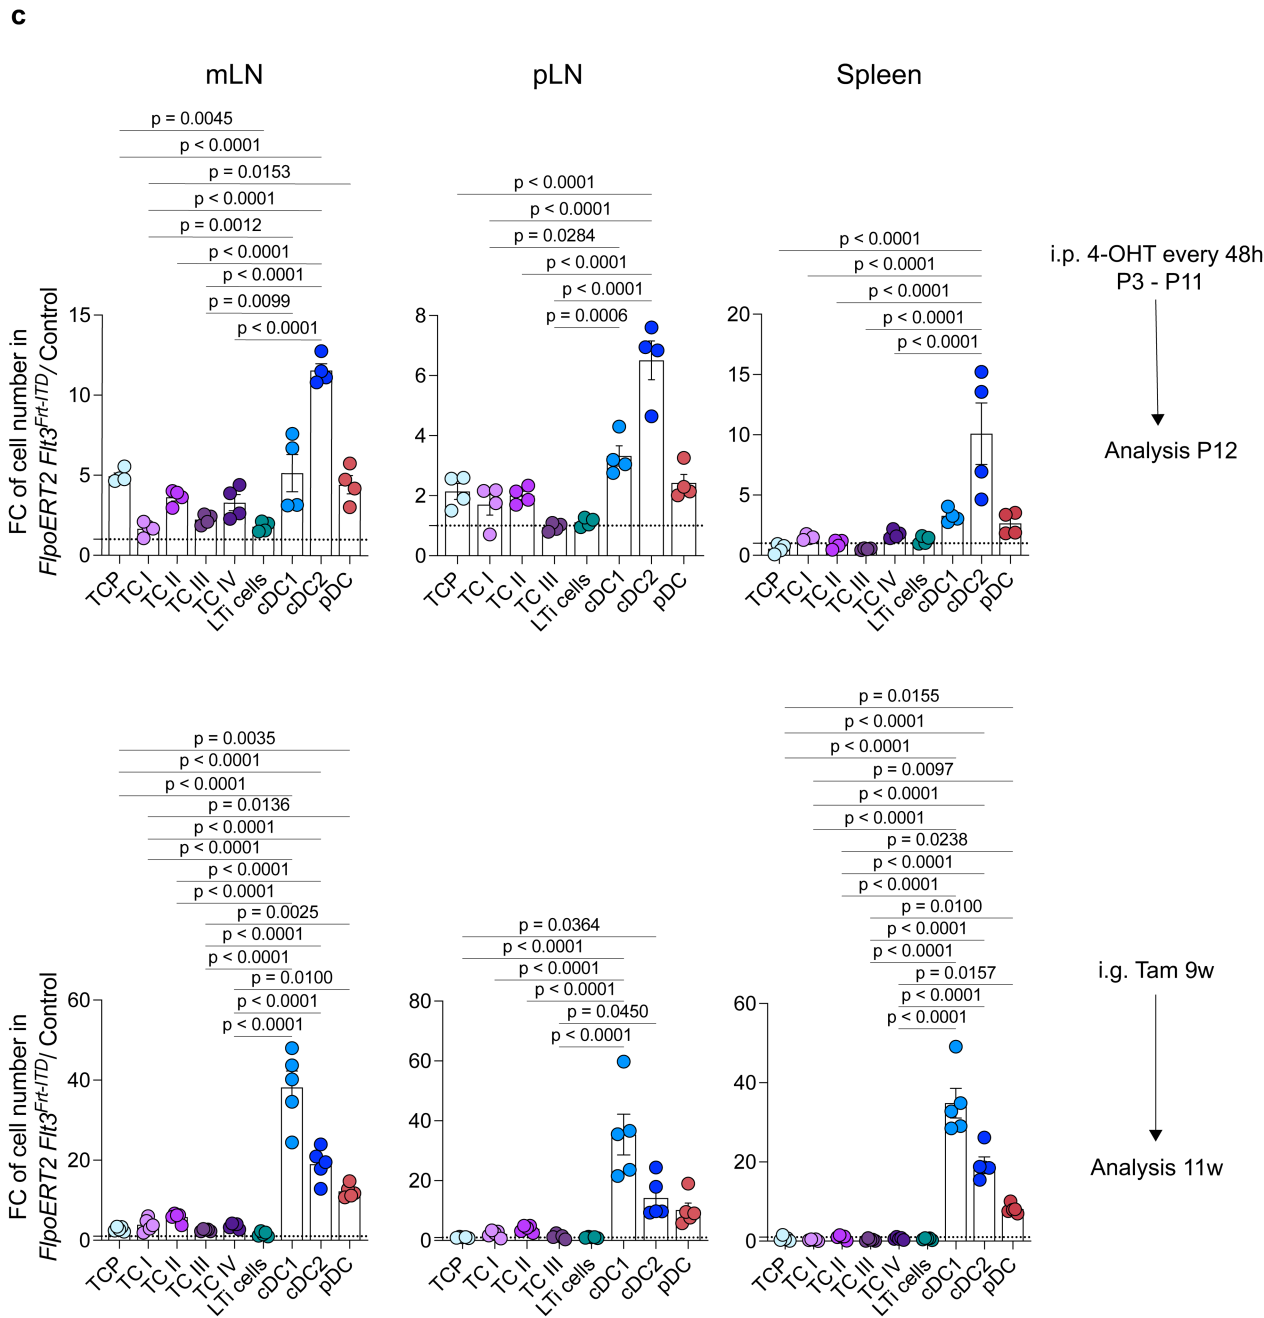 c
mLN
pLN
Spleen
p = 0.0045
p < 0.0001
p = 0.0153
p < 0.0001
p = 0.0012
p < 0.0001
p < 0.0001
p = 0.0099
p < 0.0001
FC of cell number in
FlpoERT2 Flt3^Frt-ITD/ Control
15
10
5
0
TCP
TC I
TC II
TC III
TC IV
LTi cells
cDC1
cDC2
pDC
p < 0.0001
p < 0.0001
p = 0.0284
p < 0.0001
p < 0.0001
p = 0.0006
8
6
4
2
0
TCP
TC I
TC II
TC III
LTi cells
cDC1
cDC2
pDC
p < 0.0001
p < 0.0001
p < 0.0001
p < 0.0001
p < 0.0001
20
15
10
5
0
TCP
TC I
TC II
TC III
TC IV
LTi cells
cDC1
cDC2
pDC
i.p. 4-OHT every 48h
P3 - P11
Analysis P12
p = 0.0035
p < 0.0001
p < 0.0001
p = 0.0136
p < 0.0001
p < 0.0001
p < 0.0001
p < 0.0001
p = 0.0025
p < 0.0001
p < 0.0001
p = 0.0100
p < 0.0001
p < 0.0001
FC of cell number in
FlpoERT2 Flt3^Frt-ITD/ Control
60
40
20
0
TCP
TC I
TC II
TC III
TC IV
LTi cells
cDC1
cDC2
pDC
p = 0.0364
p < 0.0001
p < 0.0001
p < 0.0001
p = 0.0450
p < 0.0001
80
60
40
20
0
TCP
TC I
TC II
TC III
LTi cells
cDC1
cDC2
pDC
p = 0.0155
p < 0.0001
p < 0.0001
p = 0.0097
p < 0.0001
p < 0.0001
p = 0.0238
p < 0.0001
p < 0.0001
p = 0.0100
p < 0.0001
p < 0.0001
p = 0.0157
p < 0.0001
p < 0.0001
60
40
20
0
TCP
TC I
TC II
TC III
TC IV
LTi cells
cDC1
cDC2
pDC
i.g. Tam 9w
Analysis 11w